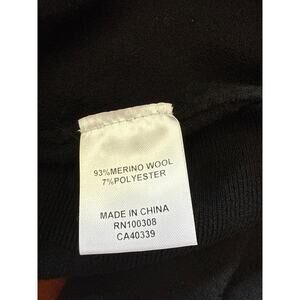 93%MERINO WOOL
7%POLYESTER
MADE IN CHINA
RN100308
CA40339